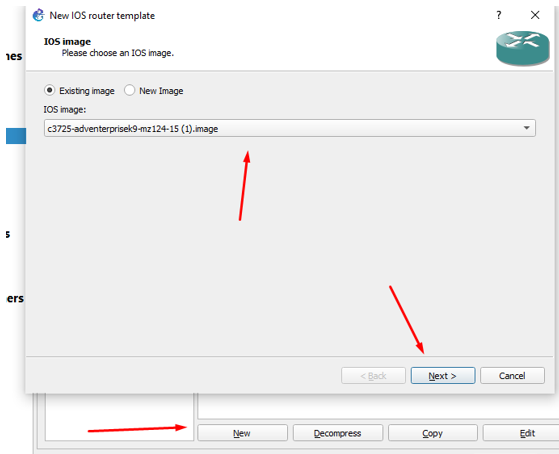 New IOS router template
?
IOS image
Please choose an IOS image.
Existing image
New Image
IOS image:
c3725-adventerprisek9-mz124-15 (1).image
nes
s
ers
< Back
Next >
Cancel
New
Decompress
Copy
Edit